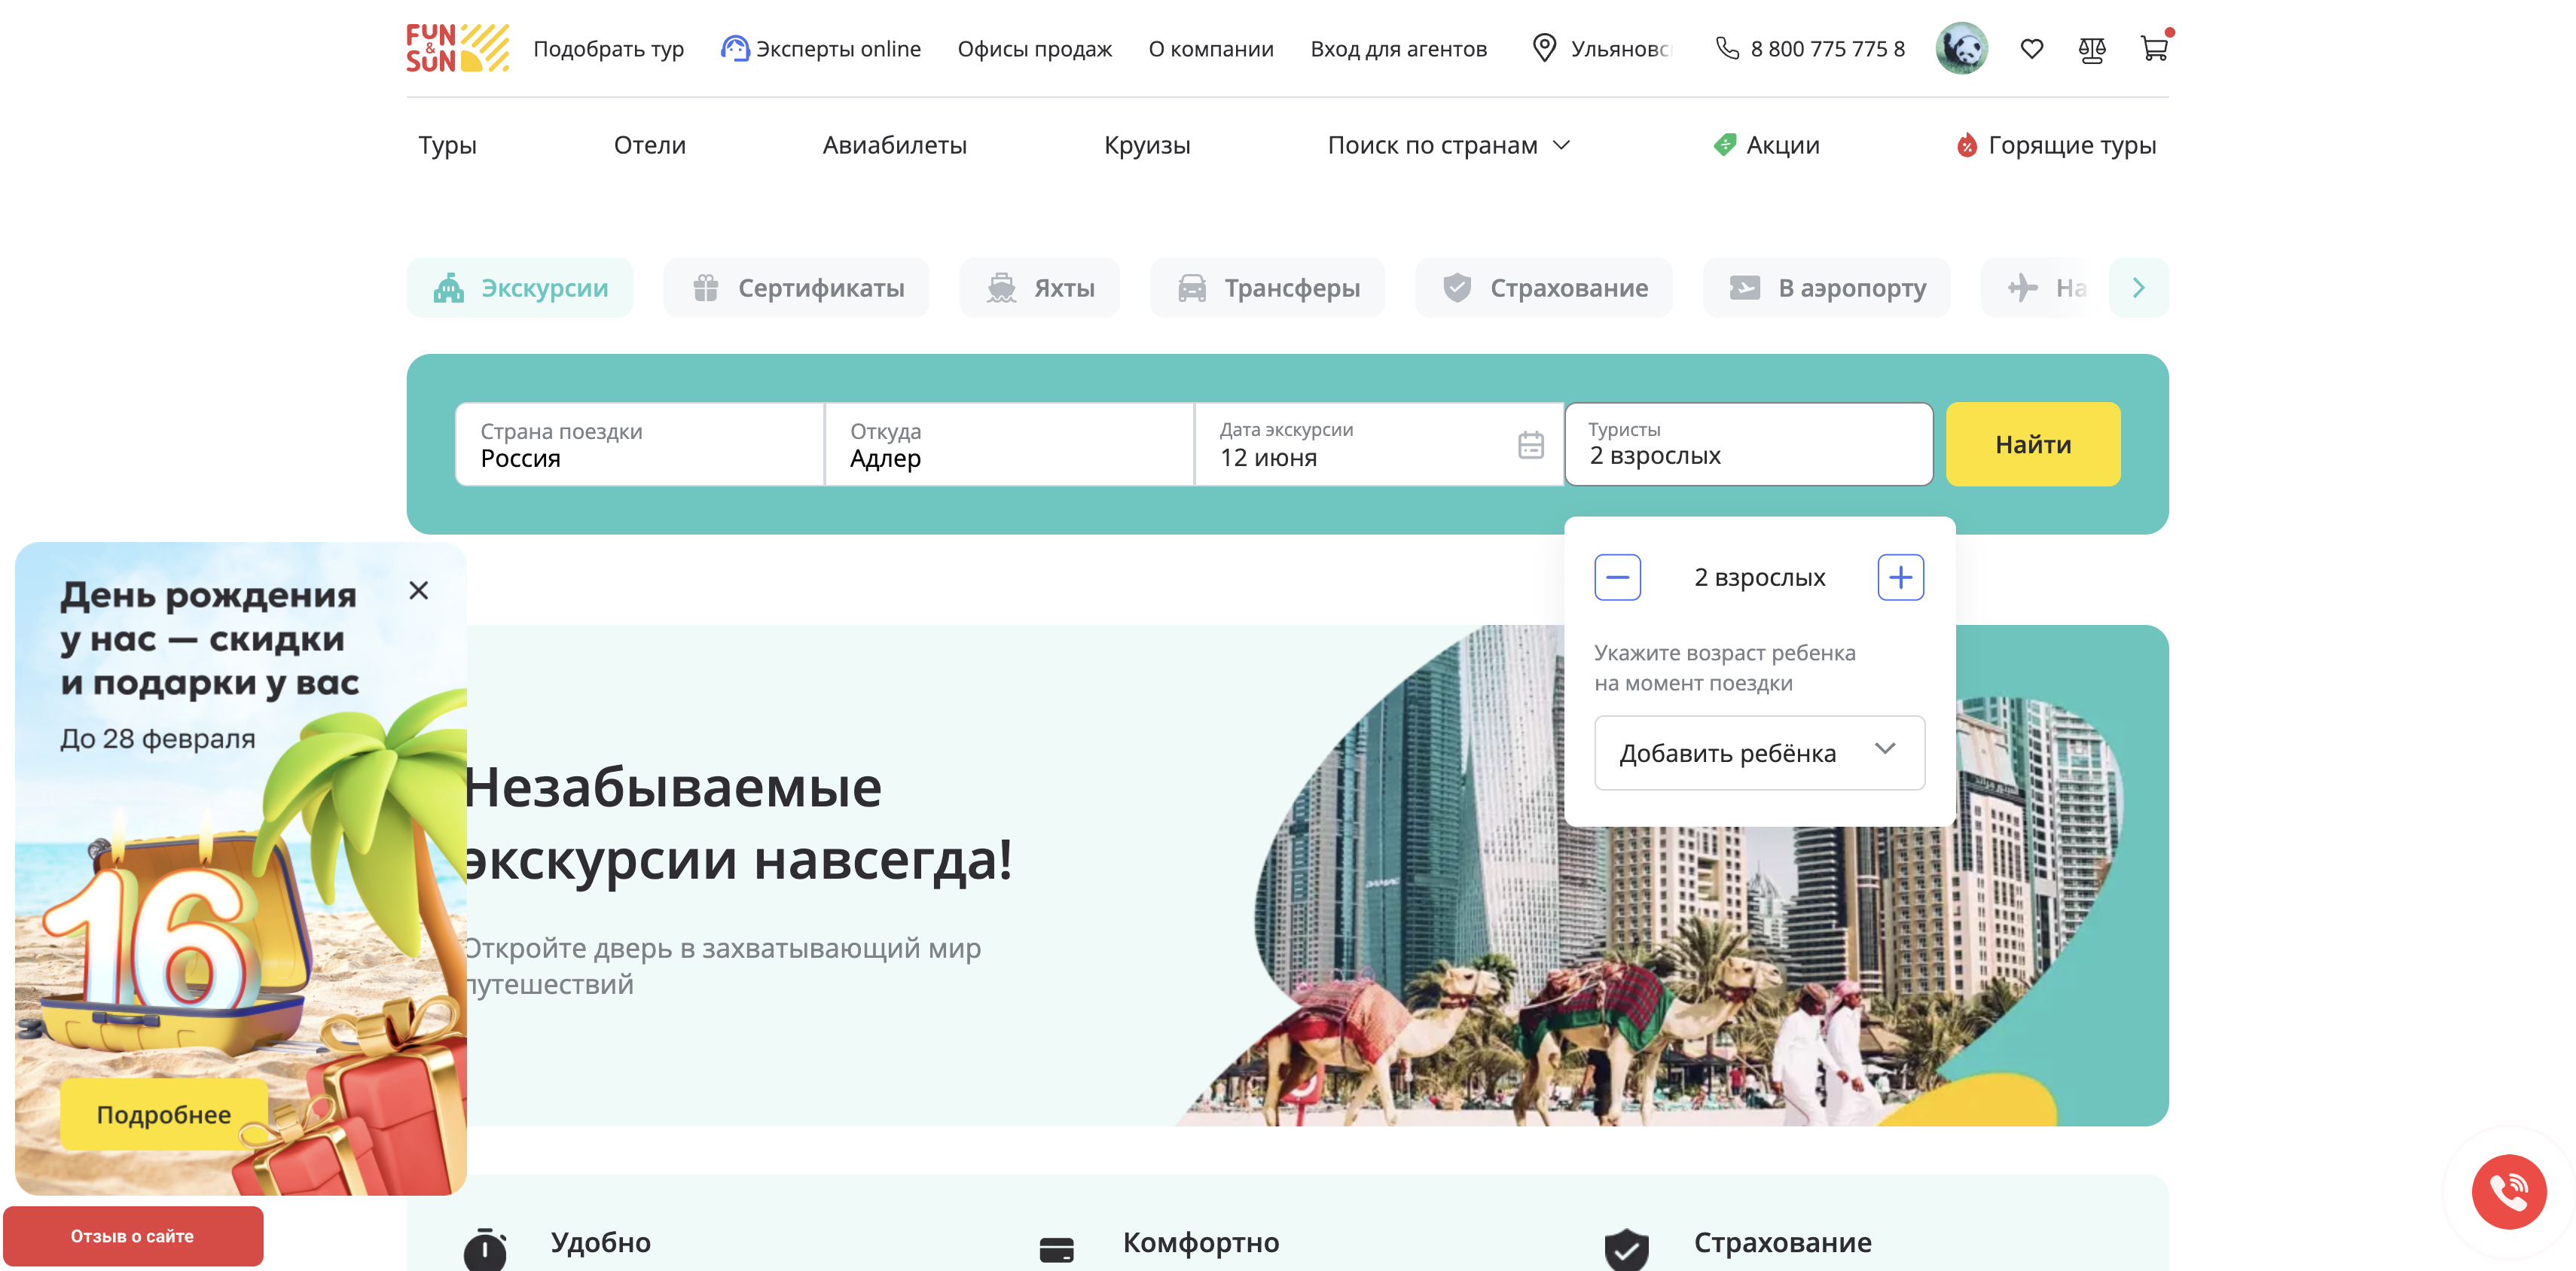 FUN & SUN
Подобрать тур
Эксперты online
Офисы продаж
О компании
Вход для агентов
Ульяновс
8 800 775 775 8
Туры
Отели
Авиабилеты
Круизы
Поиск по странам
Акции
Горящие туры
Экскурсии
Сертификаты
Яхты
Трансферы
Страхование
В аэропорту
На
Страна поездки
Россия
Откуда
Адлер
Дата экскурсии
12 июня
Туристы
2 взрослых
Найти
2 взрослых
Укажите возраст ребенка
на момент поездки
Добавить ребёнка
День рождения
у нас — скидки
и подарки у вас
До 28 февраля
16
Подробнее
Незабываемые
экскурсии навсегда!
Откройте дверь в захватывающий мир
путешествий
DAMAC
Отзыв о сайте
Удобно
Комфортно
Страхование